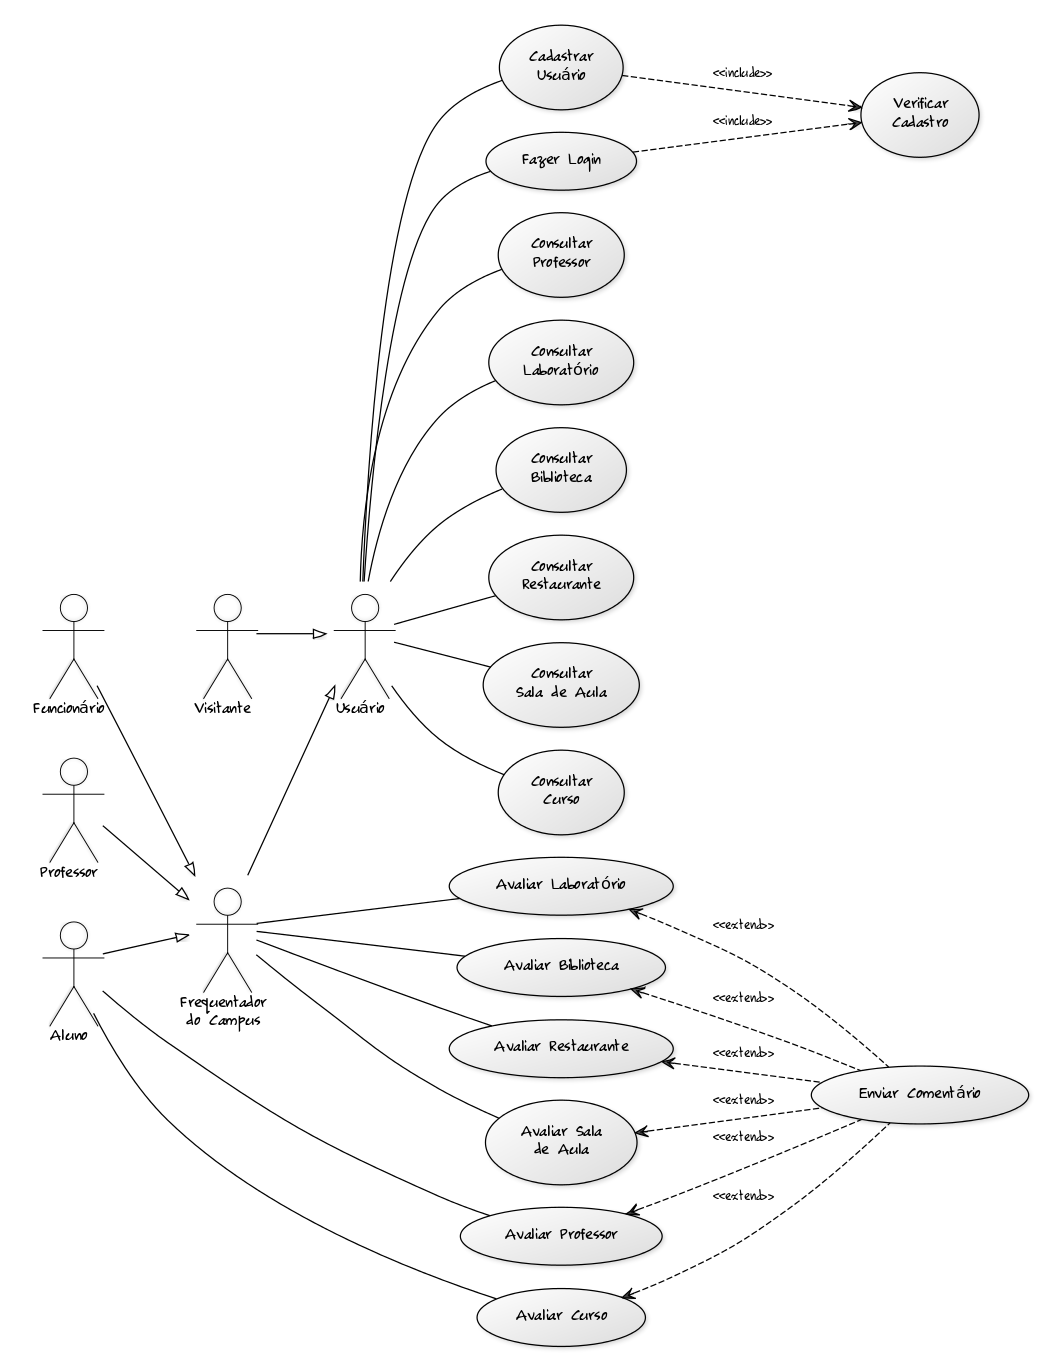 Cadastrar
Usuário
<<include>>
Verificar
Cadastro
<<include>>
Fazer Login
Consultar
Professor
Consultar
Laboratório
Consultar
Biblioteca
Consultar
Restaurante
Funcionário
Visitante
Usuário
Consultar
Sala de Aula
Consultar
Curso
Professor
Avaliar Laboratório
<<extend>>
Avaliar Biblioteca
<<extend>>
Frequentador
do Campus
Aluno
Avaliar Restaurante
<<extend>>
Enviar Comentário
<<extend>>
Avaliar Sala
de Aula
<<extend>>
<<extend>>
Avaliar Professor
Avaliar Curso